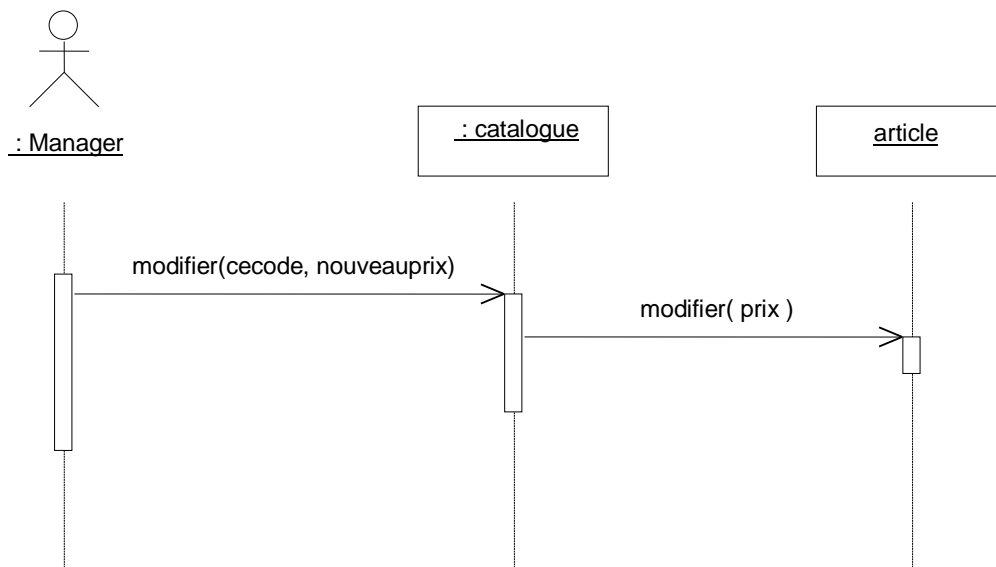 : Manager
: catalogue
article
modifier(cecode, nouveauprix)
modifier( prix )